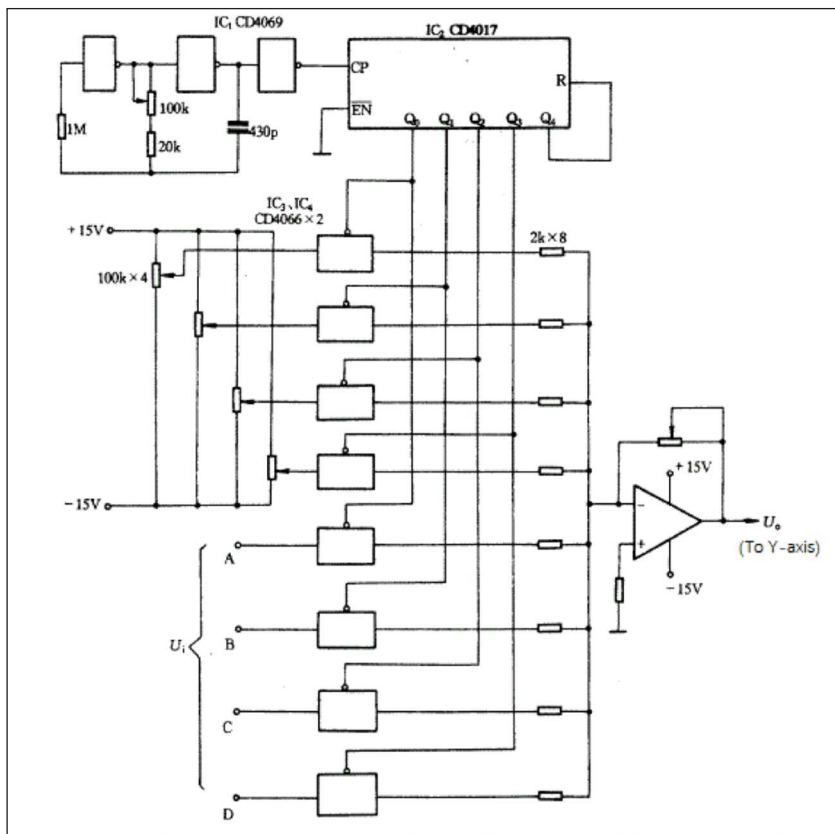 IC₁ CD4069
IC₂ CD4017
CP
R
EN
Q₀ Q₁ Q₂ Q₃ Q₄
1M
100k
20k
430p
IC₃、IC₄
CD4066×2
+15V
100k×4
2k×8
-15V
+15V
-
+
Uₒ
(To Y-axis)
-15V
A
B
Uᵢ
C
D